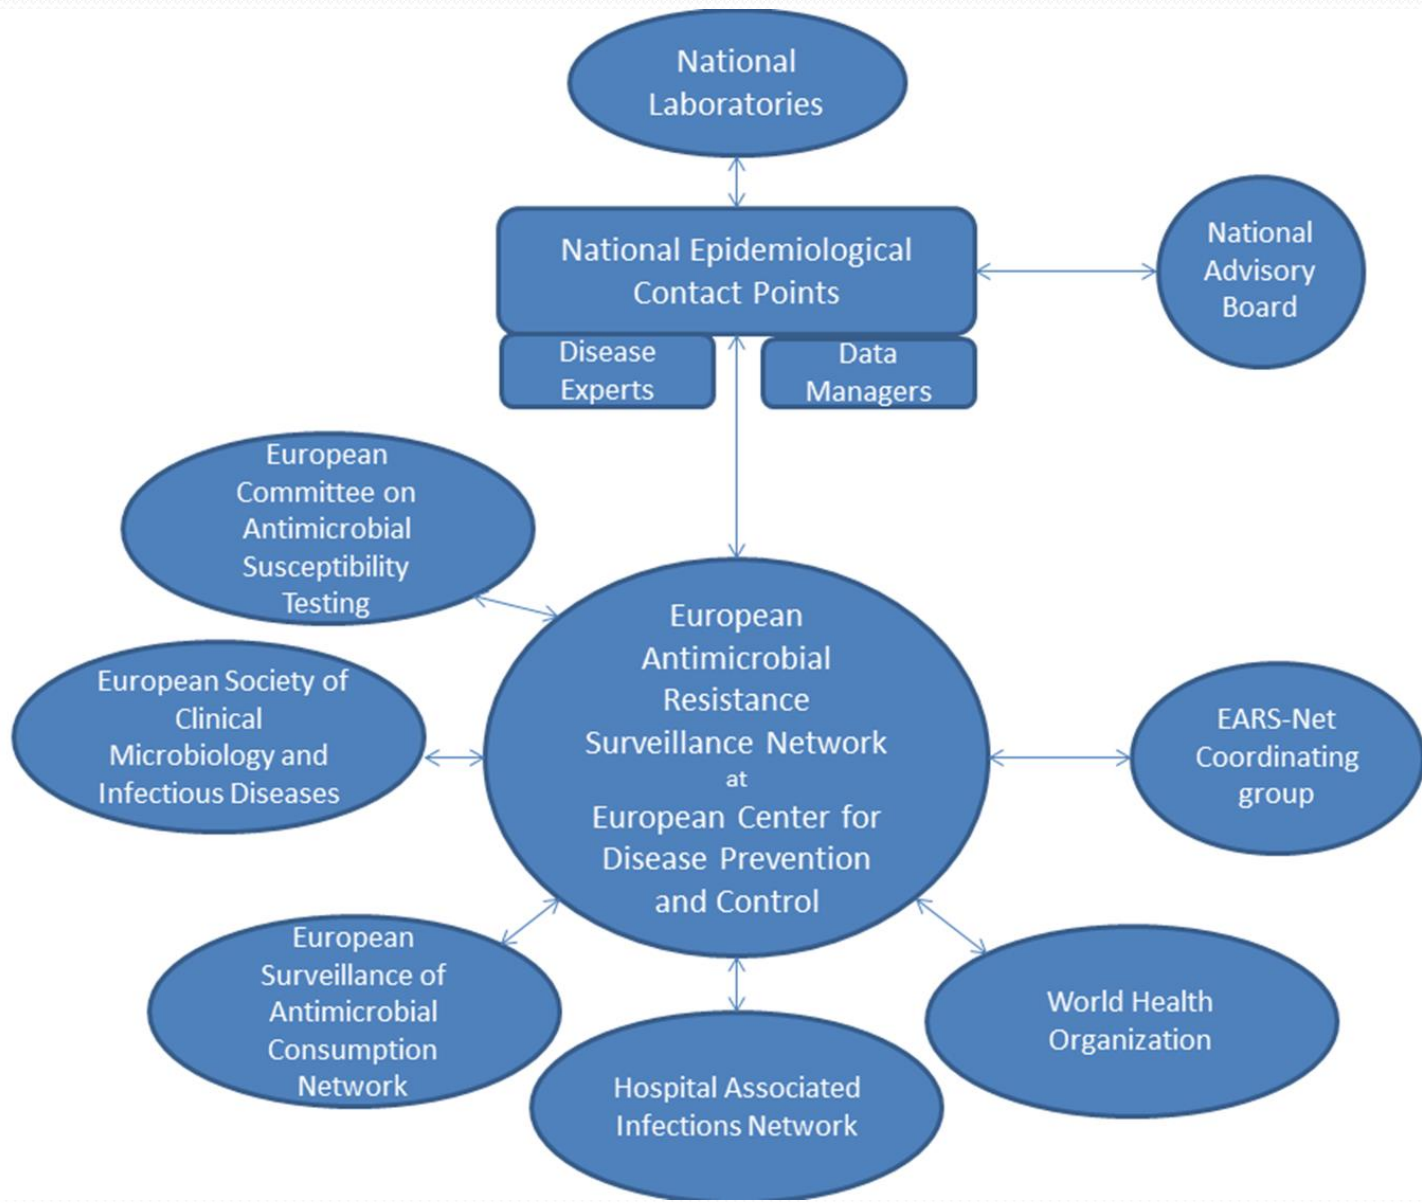 National
Laboratories
National Epidemiological
Contact Points
National
Advisory
Board
Disease
Experts
Data
Managers
European
Committee on
Antimicrobial
Susceptibility
Testing
European
Antimicrobial
Resistance
Surveillance Network
at
European Center for
Disease Prevention
and Control
European Society of
Clinical
Microbiology and
Infectious Diseases
EARS-Net
Coordinating
group
European
Surveillance of
Antimicrobial
Consumption
Network
World Health
Organization
Hospital Associated
Infections Network